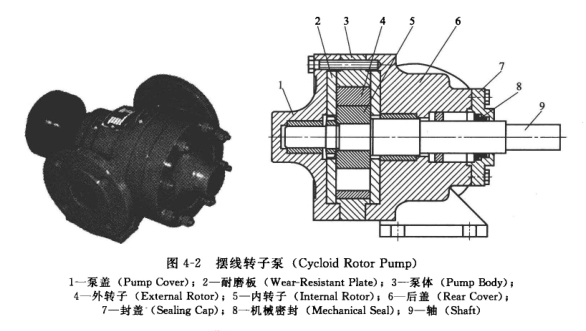 2 3 4 5 6
7
8
1
9
图 4-2 摆线转子泵（Cycloid Rotor Pump）
1—泵盖（Pump Cover）；2—耐磨板（Wear-Resistant Plate）；3—泵体（Pump Body）；
4—外转子（External Rotor）；5—内转子（Internal Rotor）；6—后盖（Rear Cover）；
7—封盖（Sealing Cap）；8—机械密封（Mechanical Seal）；9—轴（Shaft）